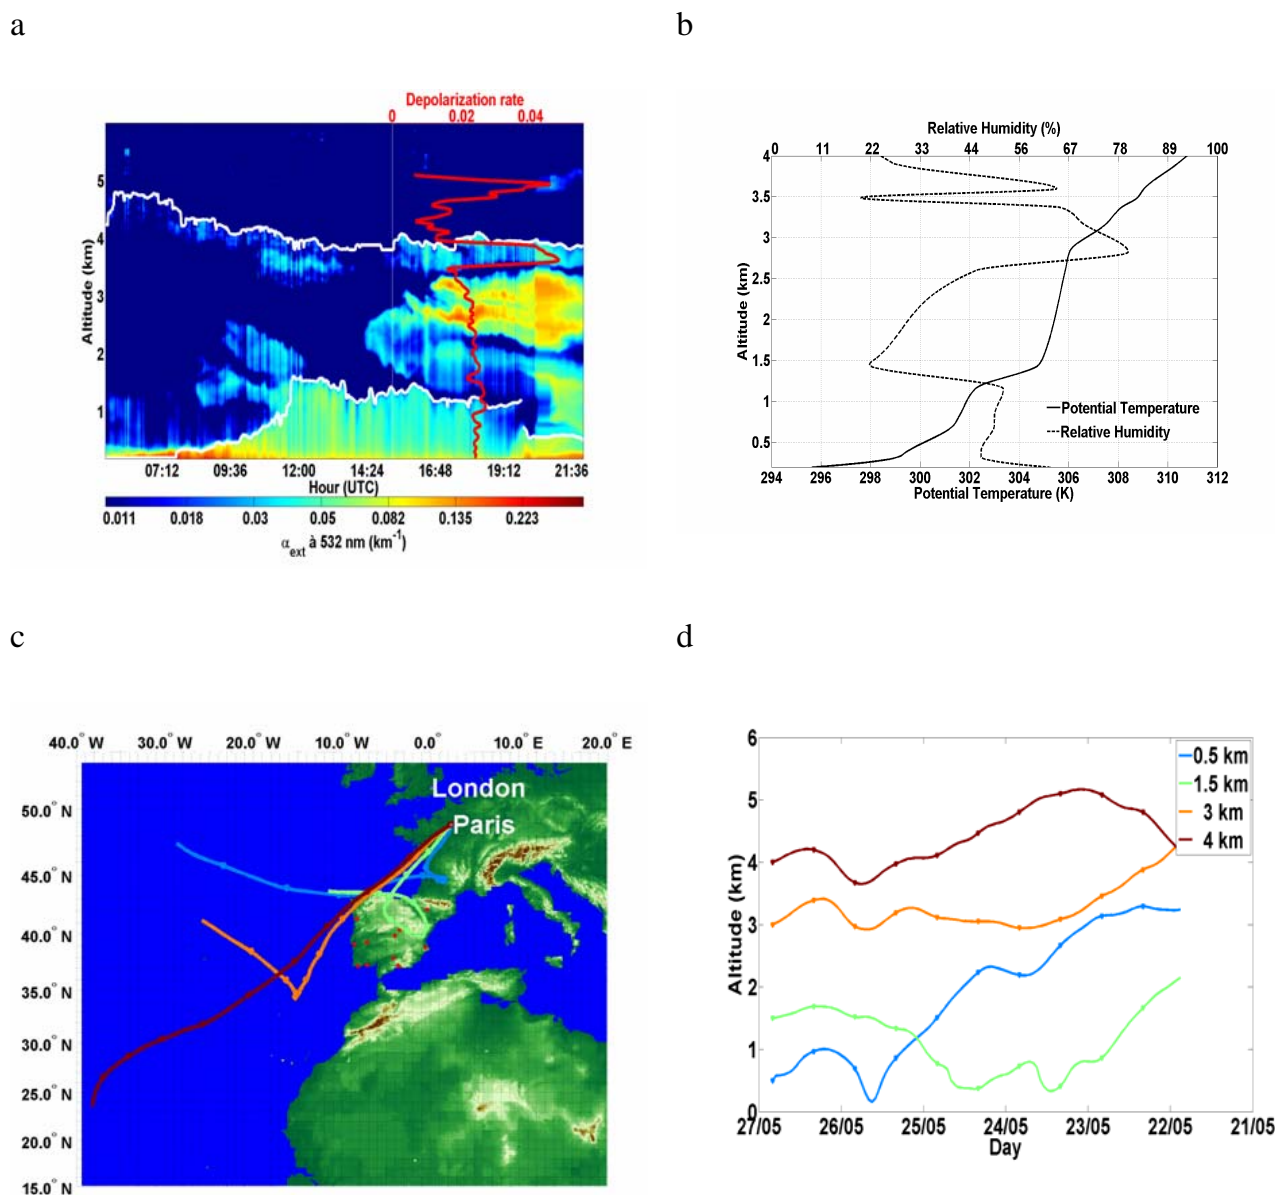 a
b
Depolarization rate
0 0.02 0.04
5
4
3
2
1
Altitude (km)
07:12 09:36 12:00 14:24 16:48 19:12 21:36
Hour (UTC)
0.011 0.018 0.03 0.05 0.082 0.135 0.223
αext à 532 nm (km-1)
Relative Humidity (%)
0 11 22 33 44 56 67 78 89 100
4
3.5
3
2.5
2
1.5
1
0.5
Altitude (km)
Potential Temperature
Relative Humidity
294 296 298 300 302 304 306 308 310 312
Potential Temperature (K)
c
d
40.0° W 30.0° W 20.0° W 10.0° W 0.0° 10.0° E 20.0° E
50.0° N
45.0° N
40.0° N
35.0° N
30.0° N
25.0° N
20.0° N
15.0° N
London
Paris
6
5
4
3
2
1
0
Altitude (km)
0.5 km
1.5 km
3 km
4 km
27/05 26/05 25/05 24/05 23/05 22/05 21/05
Day